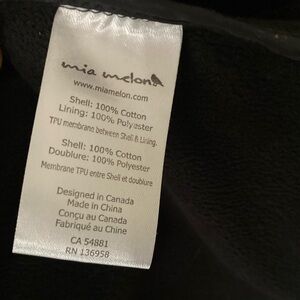 mia melon
www.miamelon.com
Shell: 100% Cotton
Lining: 100% Polyester
TPU membrane between Shell & Lining.
Shell: 100% Cotton
Doublure: 100% Polyester
Membrane TPU entre Shell et doublure
Designed in Canada
Made in China
Conçu au Canada
Fabriqué au Chine
CA 54881
RN 136958